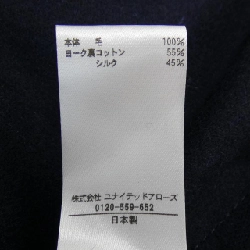 本体 毛 100%
ヨーク裏コットン 55%
シルク 45%
株式会社 ユナイテッドアローズ
0120-559-652
日本製